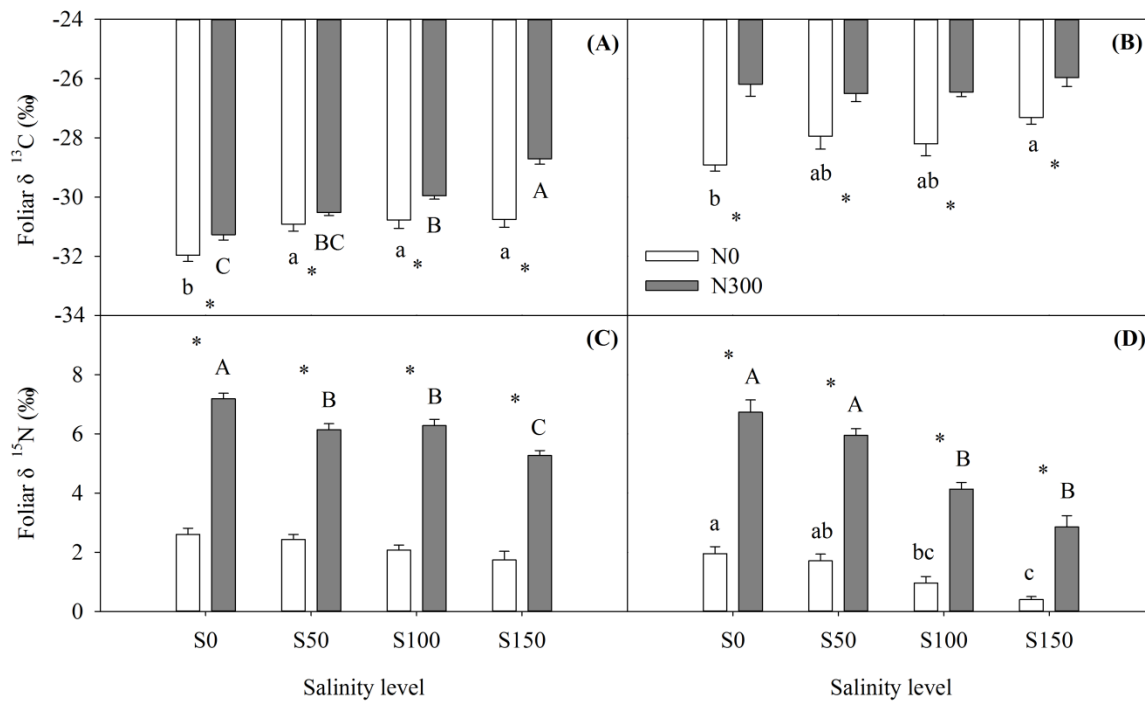 -24
(A)
(B)
-26
-28
-30
-32
-34
Foliar δ ¹³C (‰)
b
C
*
a
BC
*
a
B
*
a
A
*
b
*
ab
*
ab
*
a
*
N0
N300
(C)
(D)
8
6
4
2
0
Foliar δ ¹⁵N (‰)
*
A
*
B
*
B
*
C
*
A
*
A
*
B
*
B
a
ab
bc
c
S0 S50 S100 S150 S0 S50 S100 S150
Salinity level Salinity level